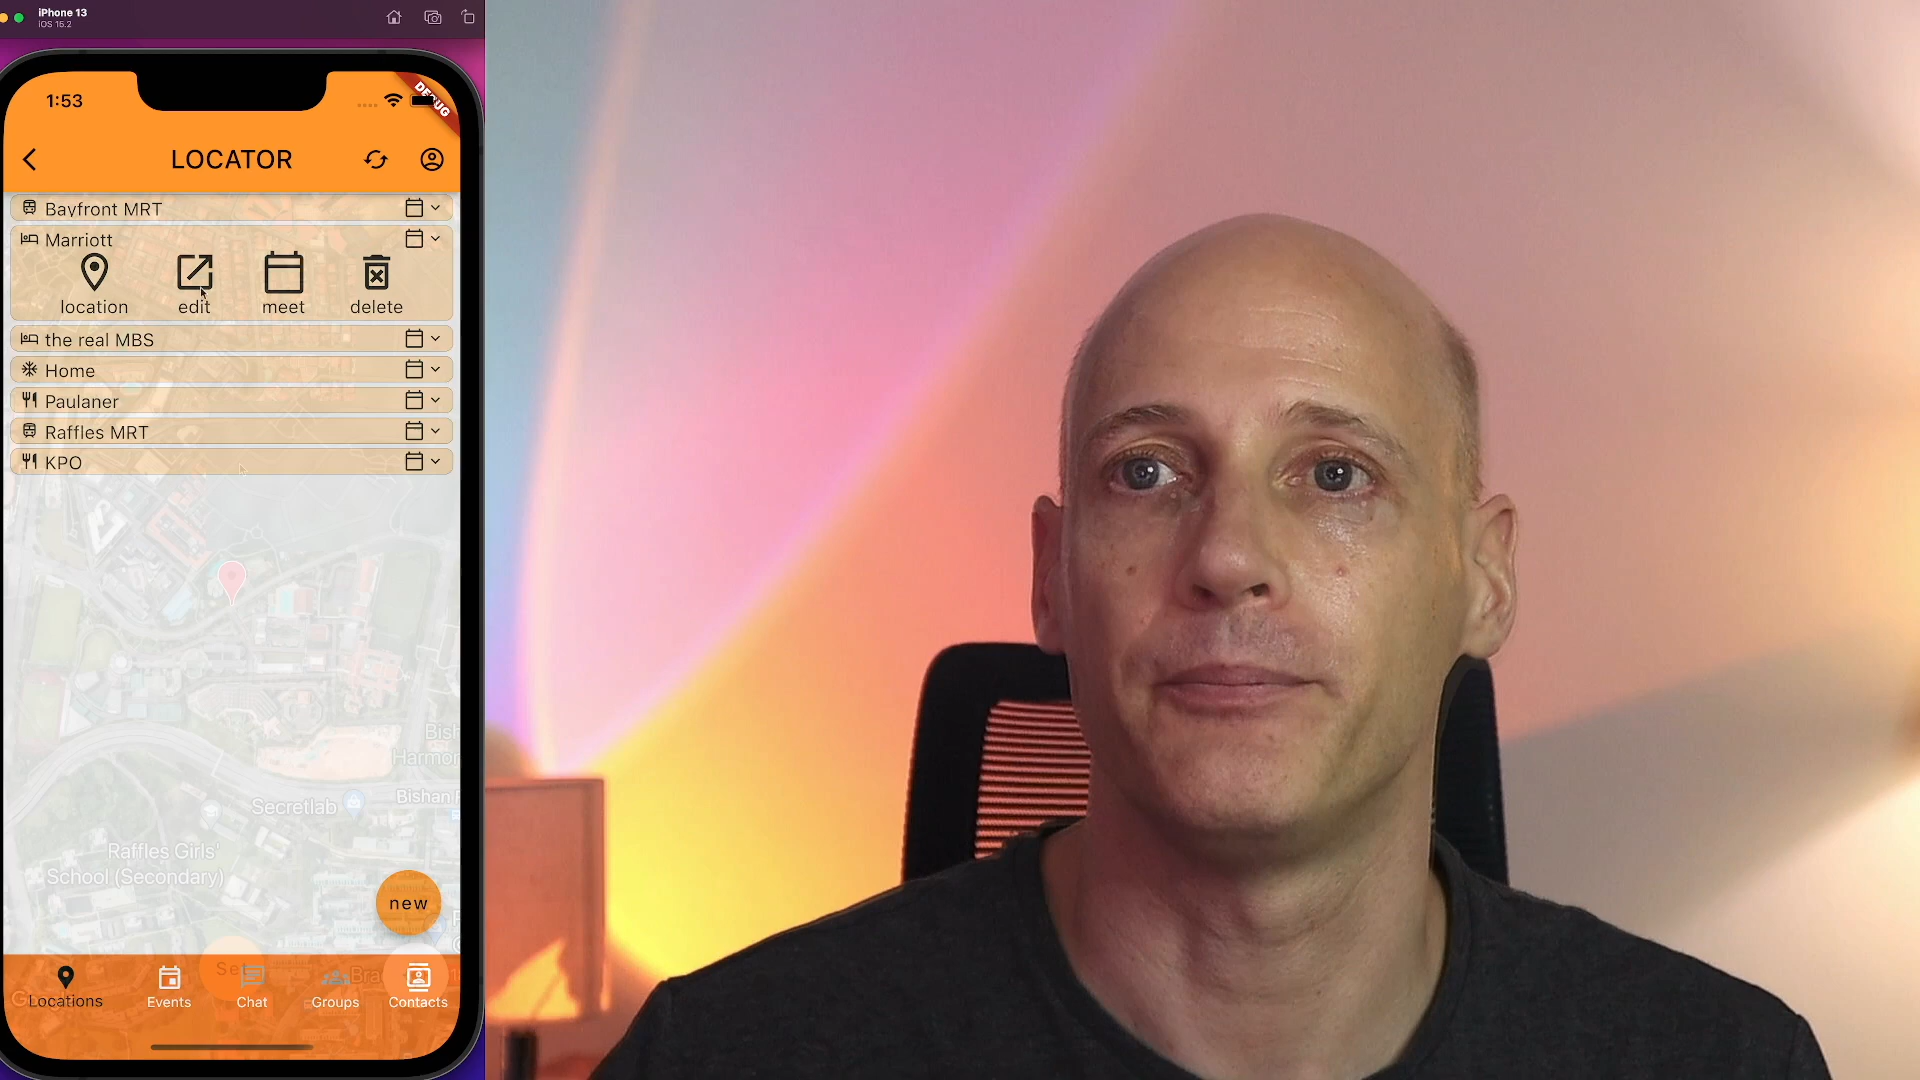 iPhone 13
iOS 15.2
1:53
DEBUG
LOCATOR
Bayfront MRT
Marriott
location
edit
meet
delete
the real MBS
Home
Paulaner
Raffles MRT
KPO
Secretlab
Bishan
Raffles Girls'
School (Secondary)
new
Locations
Events
Chat
Groups
Contacts